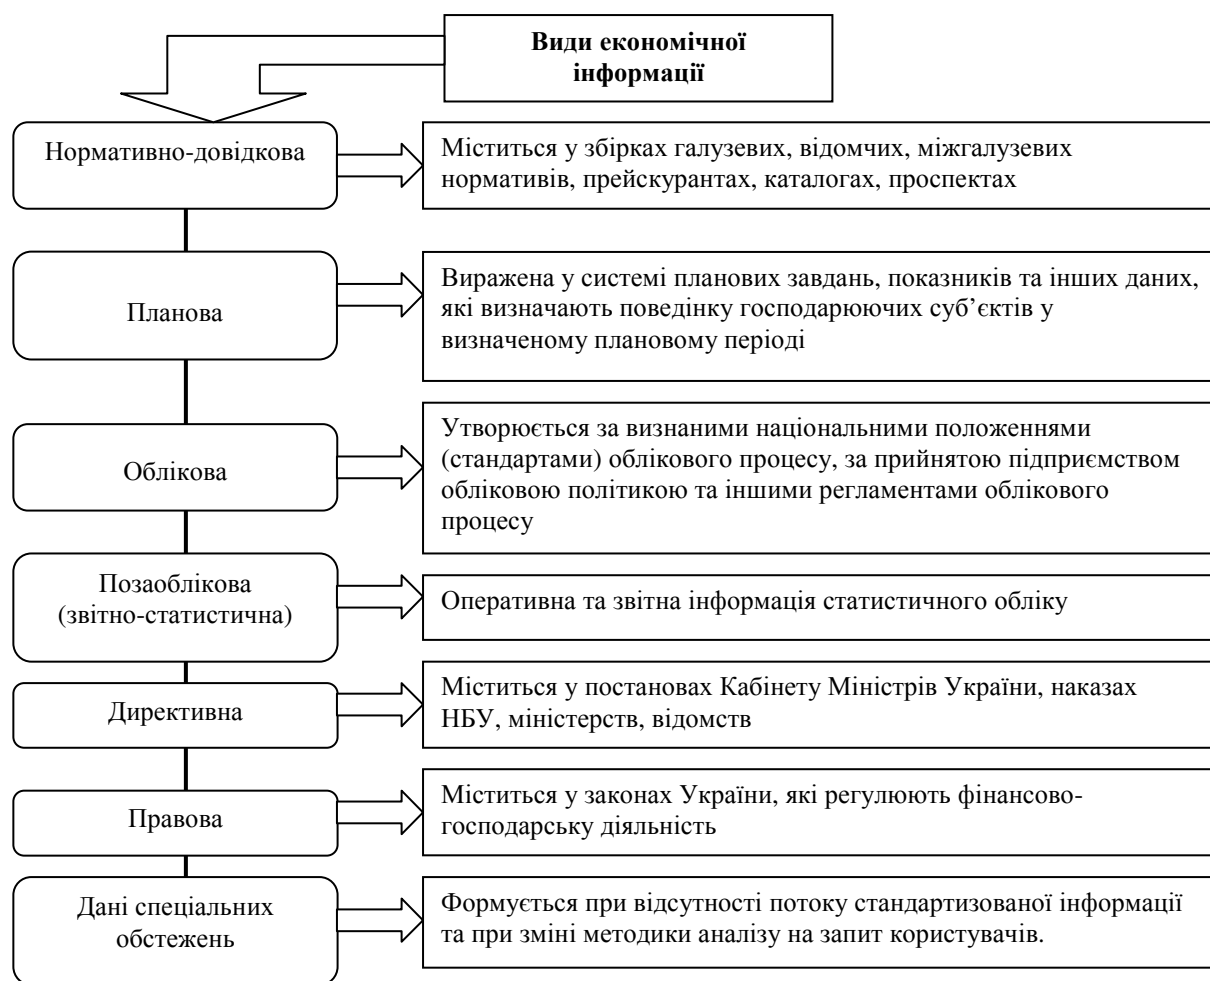 Види економічної
інформації
Нормативно-довідкова
Міститься у збірках галузевих, відомчих, міжгалузевих
нормативів, прейскурантах, каталогах, проспектах
Планова
Виражена у системі планових завдань, показників та інших даних,
які визначають поведінку господарюючих суб’єктів у
визначеному плановому періоді
Облікова
Утворюється за визнаними національними положеннями
(стандартами) облікового процесу, за прийнятою підприємством
обліковою політикою та іншими регламентами облікового
процесу
Позаоблікова
(звітно-статистична)
Оперативна та звітна інформація статистичного обліку
Директивна
Міститься у постановах Кабінету Міністрів України, наказах
НБУ, міністерств, відомств
Правова
Міститься у законах України, які регулюють фінансово-
господарську діяльність
Дані спеціальних
обстежень
Формується при відсутності потоку стандартизованої інформації
та при зміні методики аналізу на запит користувачів.